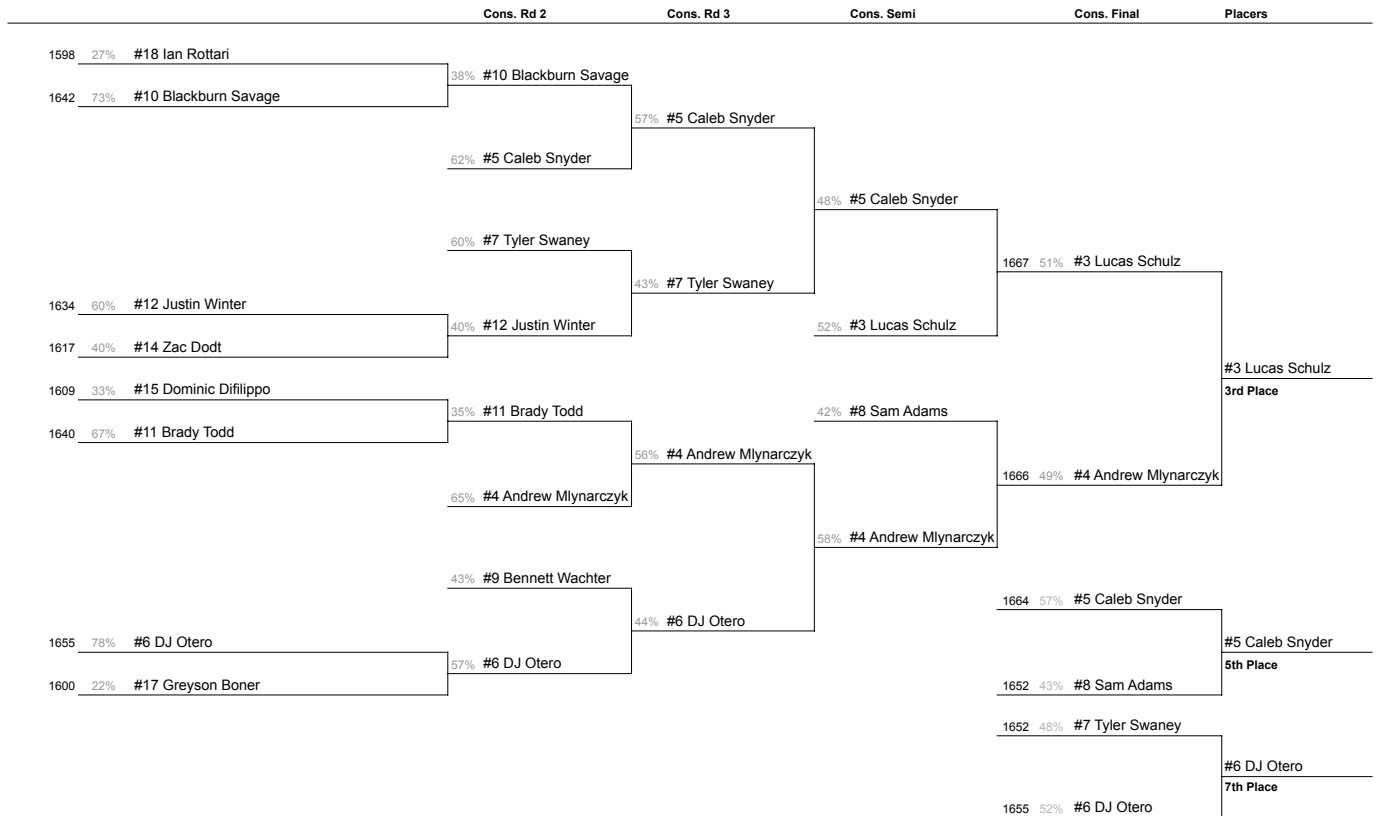 Cons. Rd 2 Cons. Rd 3 Cons. Semi Cons. Final Placers
1598 27% #18 Ian Rottari
38% #10 Blackburn Savage
1642 73% #10 Blackburn Savage
57% #5 Caleb Snyder
62% #5 Caleb Snyder
48% #5 Caleb Snyder
60% #7 Tyler Swaney
1667 51% #3 Lucas Schulz
43% #7 Tyler Swaney
1634 60% #12 Justin Winter
40% #12 Justin Winter 52% #3 Lucas Schulz
1617 40% #14 Zac Dodt
#3 Lucas Schulz
1609 33% #15 Dominic Difilippo
3rd Place
35% #11 Brady Todd 42% #8 Sam Adams
1640 67% #11 Brady Todd
56% #4 Andrew Mlynarczyk
1666 49% #4 Andrew Mlynarczyk
65% #4 Andrew Mlynarczyk
58% #4 Andrew Mlynarczyk
43% #9 Bennett Wachter
1664 57% #5 Caleb Snyder
44% #6 DJ Otero
1655 78% #6 DJ Otero
#5 Caleb Snyder
57% #6 DJ Otero
5th Place
1600 22% #17 Greyson Boner
1652 43% #8 Sam Adams
1652 48% #7 Tyler Swaney
#6 DJ Otero
7th Place
1655 52% #6 DJ Otero